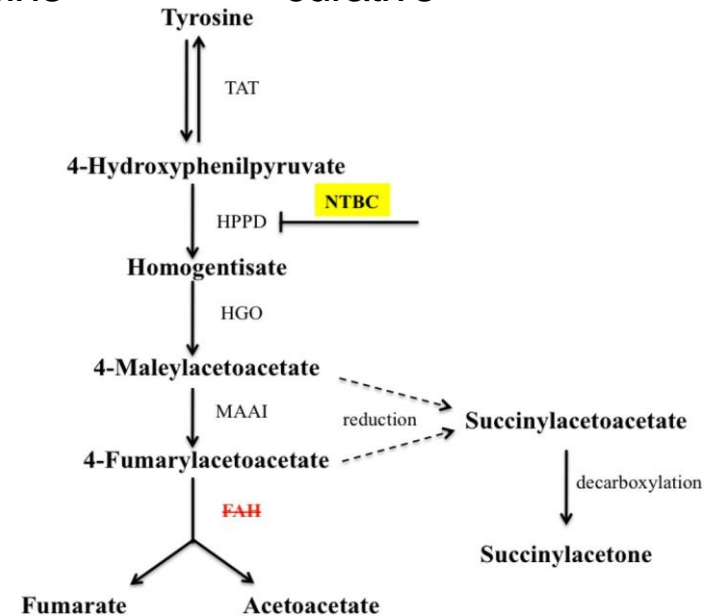 Tyrosine
TAT
4-Hydroxyphenilpyruvate
NTBC
HPPD
Homogentisate
HGO
4-Maleylacetoacetate
MAAI
reduction
Succinylacetoacetate
4-Fumarylacetoacetate
decarboxylation
FAH
Succinylacetone
Fumarate
Acetoacetate